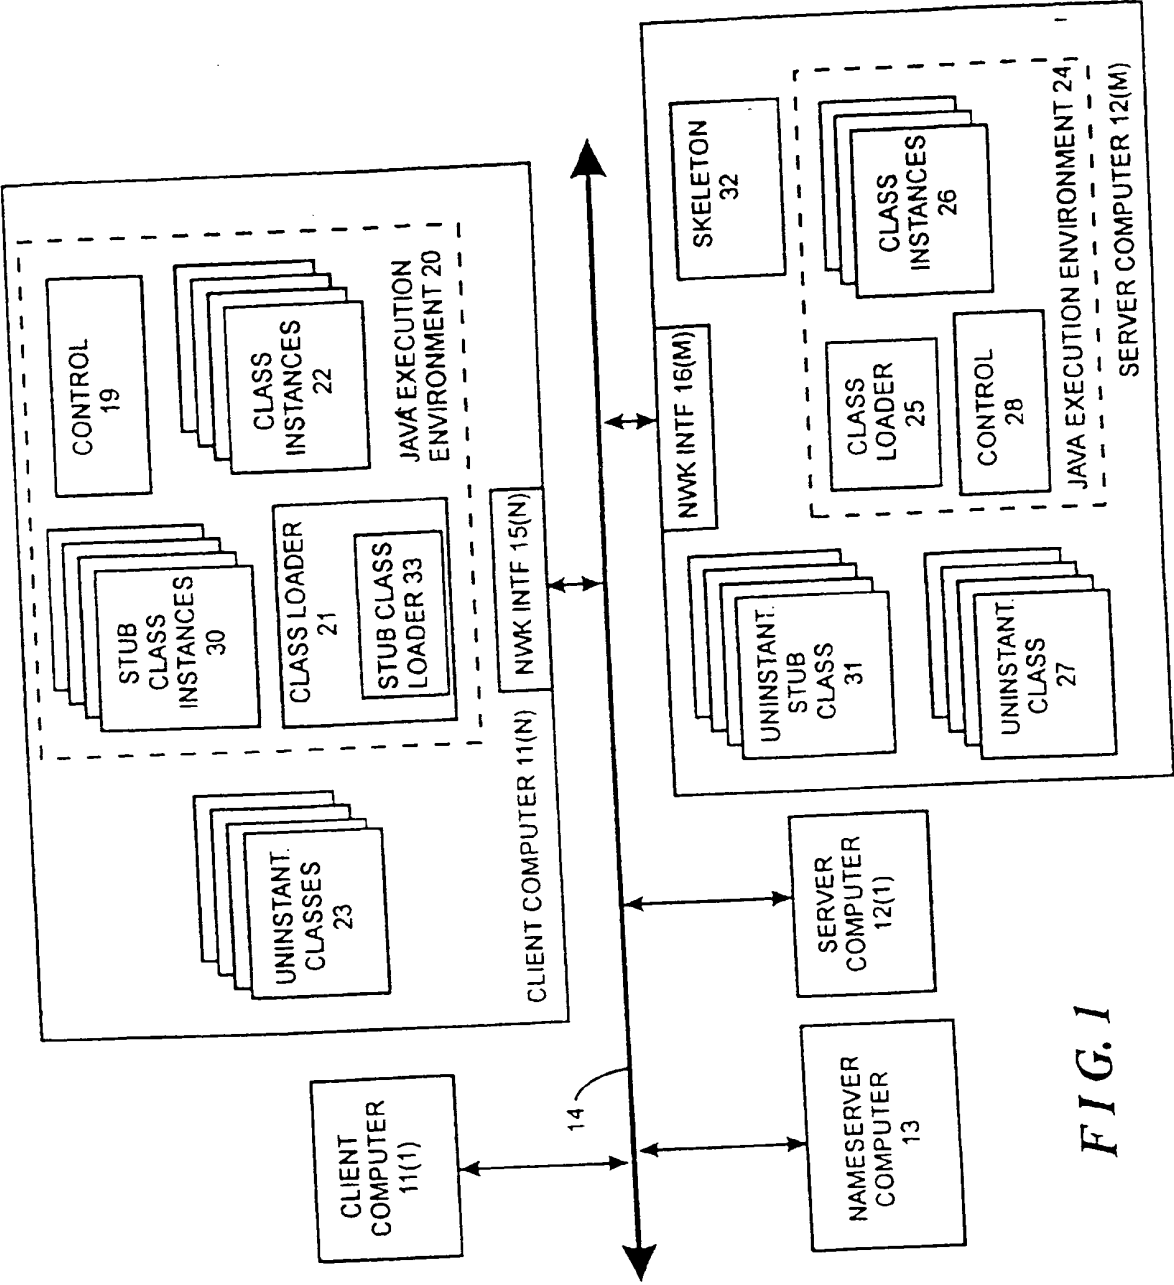 CLIENT
COMPUTER
11(1)
UNINSTANT.
CLASSES
23
STUB
CLASS
INSTANCES
30
CONTROL
19
CLASS LOADER
21
STUB CLASS
LOADER 33
CLASS
INSTANCES
22
JAVA EXECUTION
ENVIRONMENT 20
CLIENT COMPUTER 11(N)
NWK INTF 15(N)
14
NAMESERVER
COMPUTER
13
SERVER
COMPUTER
12(1)
NWK INTF 16(M)
SKELETON
32
UNINSTANT.
STUB
CLASS
31
UNINSTANT.
CLASS
27
CLASS
LOADER
25
CLASS
INSTANCES
26
CONTROL
28
JAVA EXECUTION ENVIRONMENT 24
SERVER COMPUTER 12(M)
FIG. 1